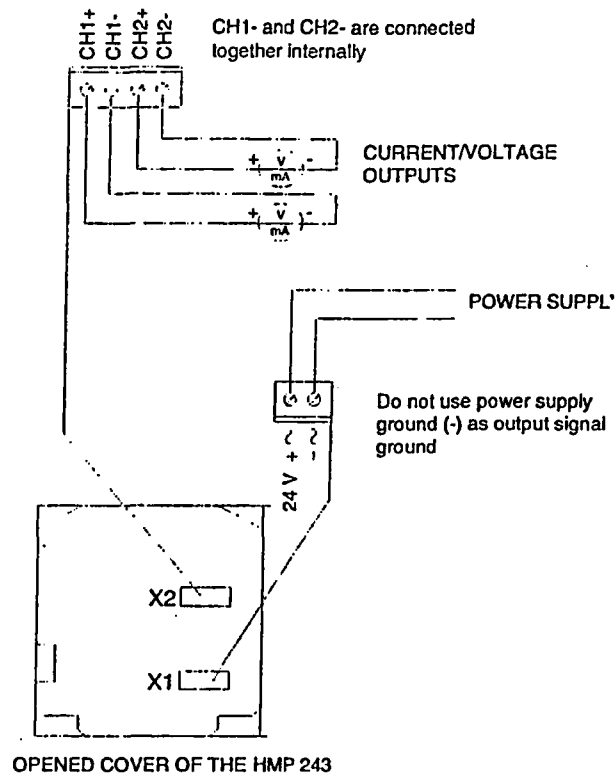 CH1+
CH1-
CH2+
CH2-
CH1- and CH2- are connected
together internally
+ V -
mA
+ V -
mA
CURRENT/VOLTAGE
OUTPUTS
POWER SUPPL'
Do not use power supply
ground (-) as output signal
ground
24 V + ~
- ~
X2
X1
OPENED COVER OF THE HMP 243